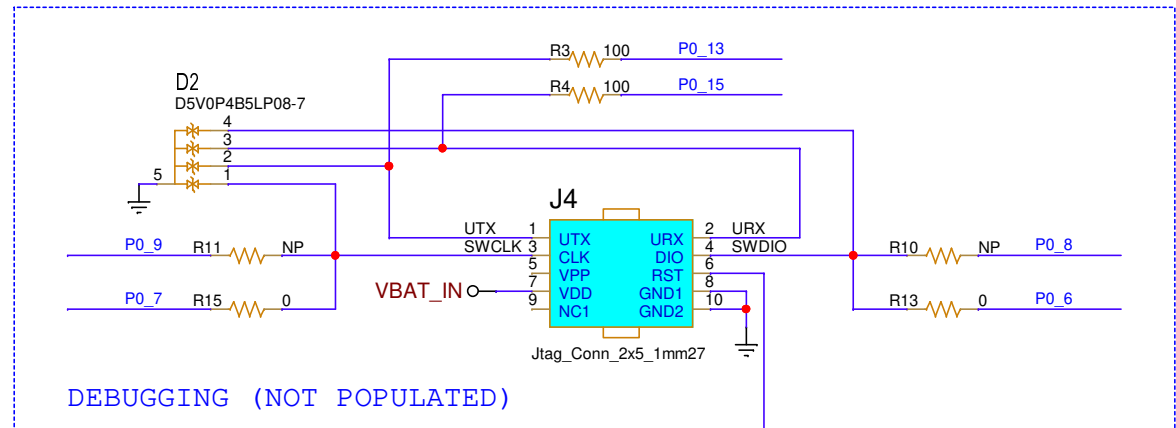 R3 100 P0_13
R4 100 P0_15
D2
D5V0P4B5LP08-7
4
3
2
5 1
J4
UTX 1 UTX URX 2 URX
SWCLK 3 CLK DIO 4 SWDIO
5 VPP RST 6
VBAT_IN 7 VDD GND1 8
9 NC1 GND2 10
P0_9 R11 NP
P0_7 R15 0
R10 NP P0_8
R13 0 P0_6
Jtag_Conn_2x5_1mm27
DEBUGGING (NOT POPULATED)